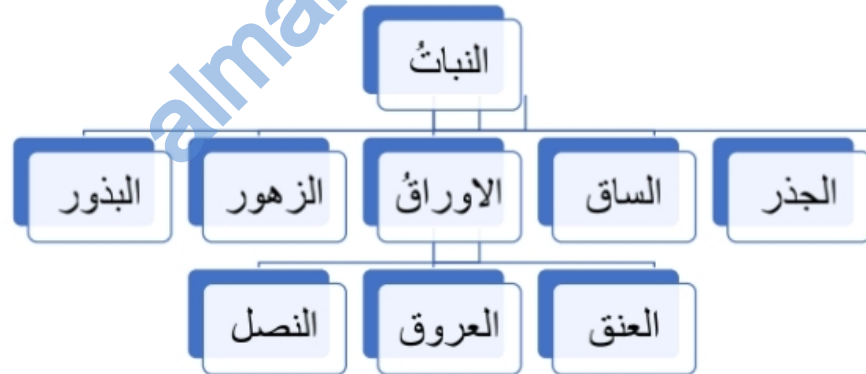 النباتُ
الجذر
الساق
الاوراقُ
الزهور
البذور
العنق
العروق
النصل